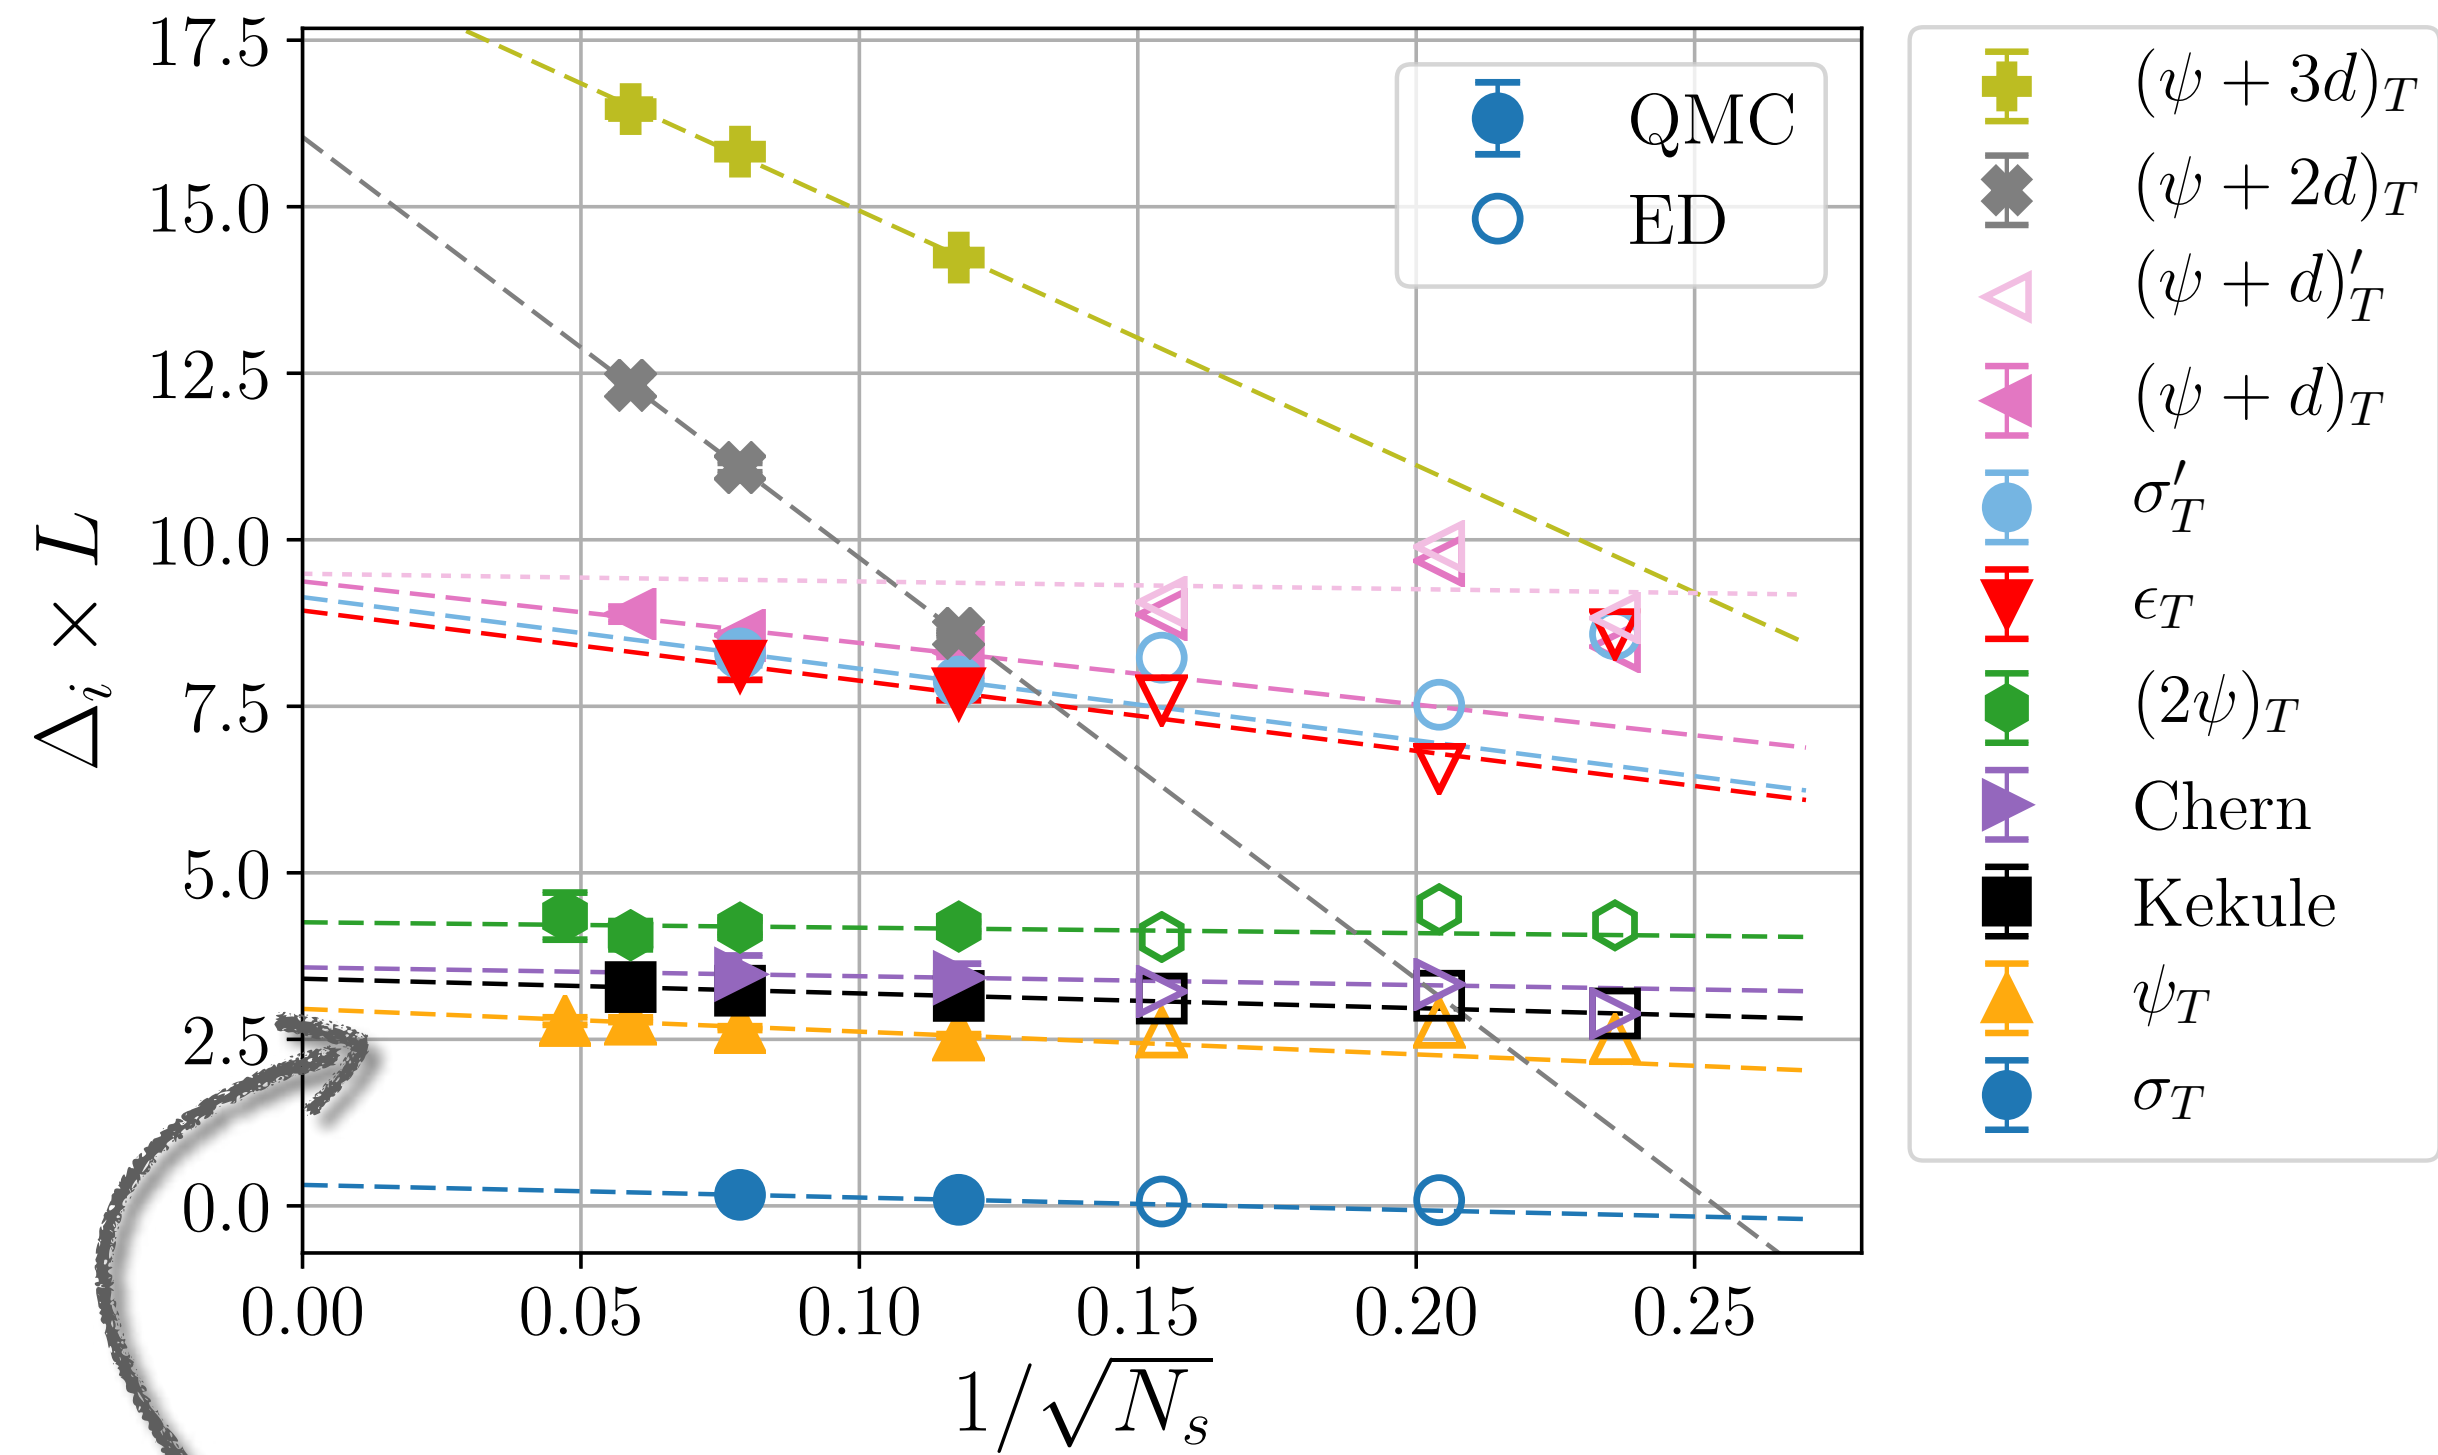 17.5
15.0
12.5
10.0
7.5
5.0
2.5
0.0
Δᵢ × L
0.00 0.05 0.10 0.15 0.20 0.25
1/√Nₛ
QMC
ED
(ψ + 3d)_T
(ψ + 2d)_T
(ψ + d)′_T
(ψ + d)_T
σ′_T
ϵ_T
(2ψ)_T
Chern
Kekule
ψ_T
σ_T